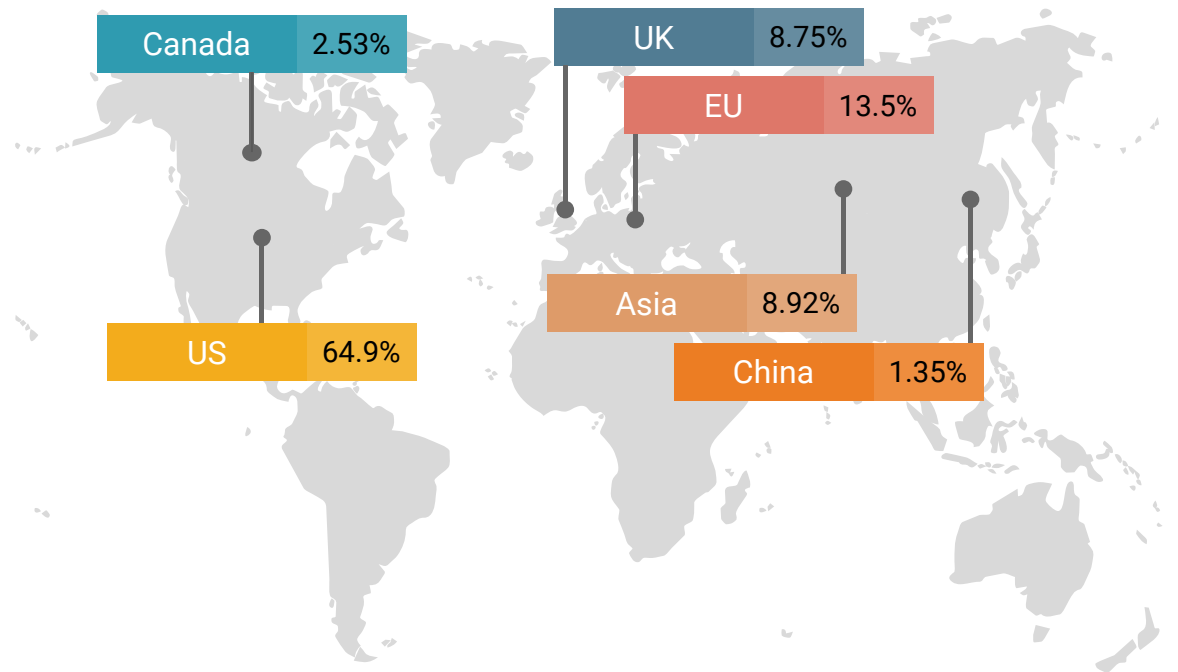 Canada 2.53%
UK 8.75%
EU 13.5%
Asia 8.92%
US 64.9%
China 1.35%